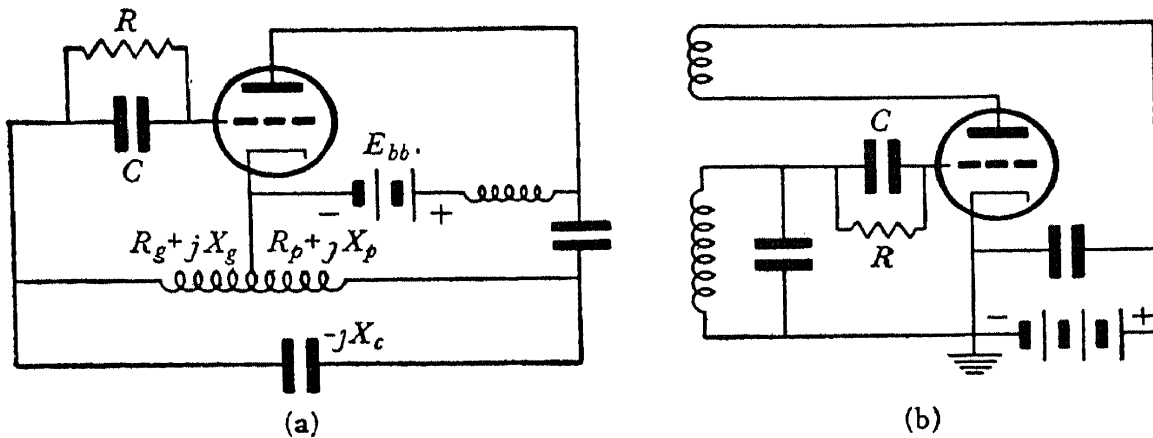 R
C
E_bb.
− +
R_g+jX_g R_p+jX_p
-jX_c
(a)
C
R
− +
(b)